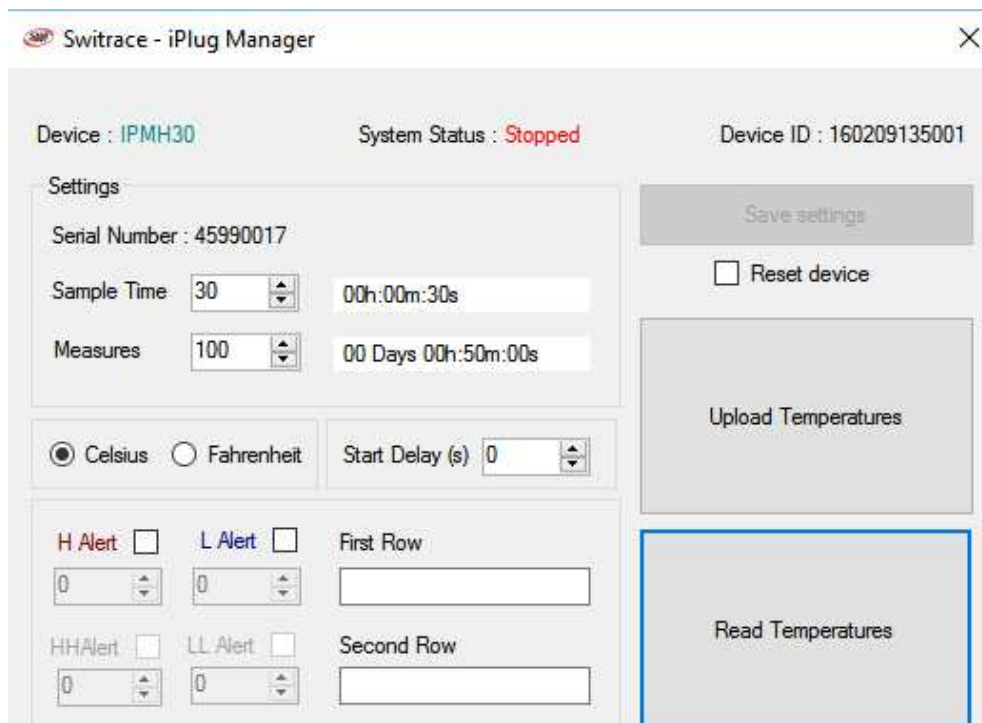 Switrace - iPlug Manager
Device : IPMH30 System Status : Stopped Device ID : 160209135001
Settings
Serial Number : 45990017
Sample Time 30 00h:00m:30s
Measures 100 00 Days 00h:50m:00s
Save settings
Reset device
Celsius Fahrenheit Start Delay (s) 0
Upload Temperatures
H Alert L Alert First Row
0 0
HHAlert LL Alert Second Row
0 0
Read Temperatures